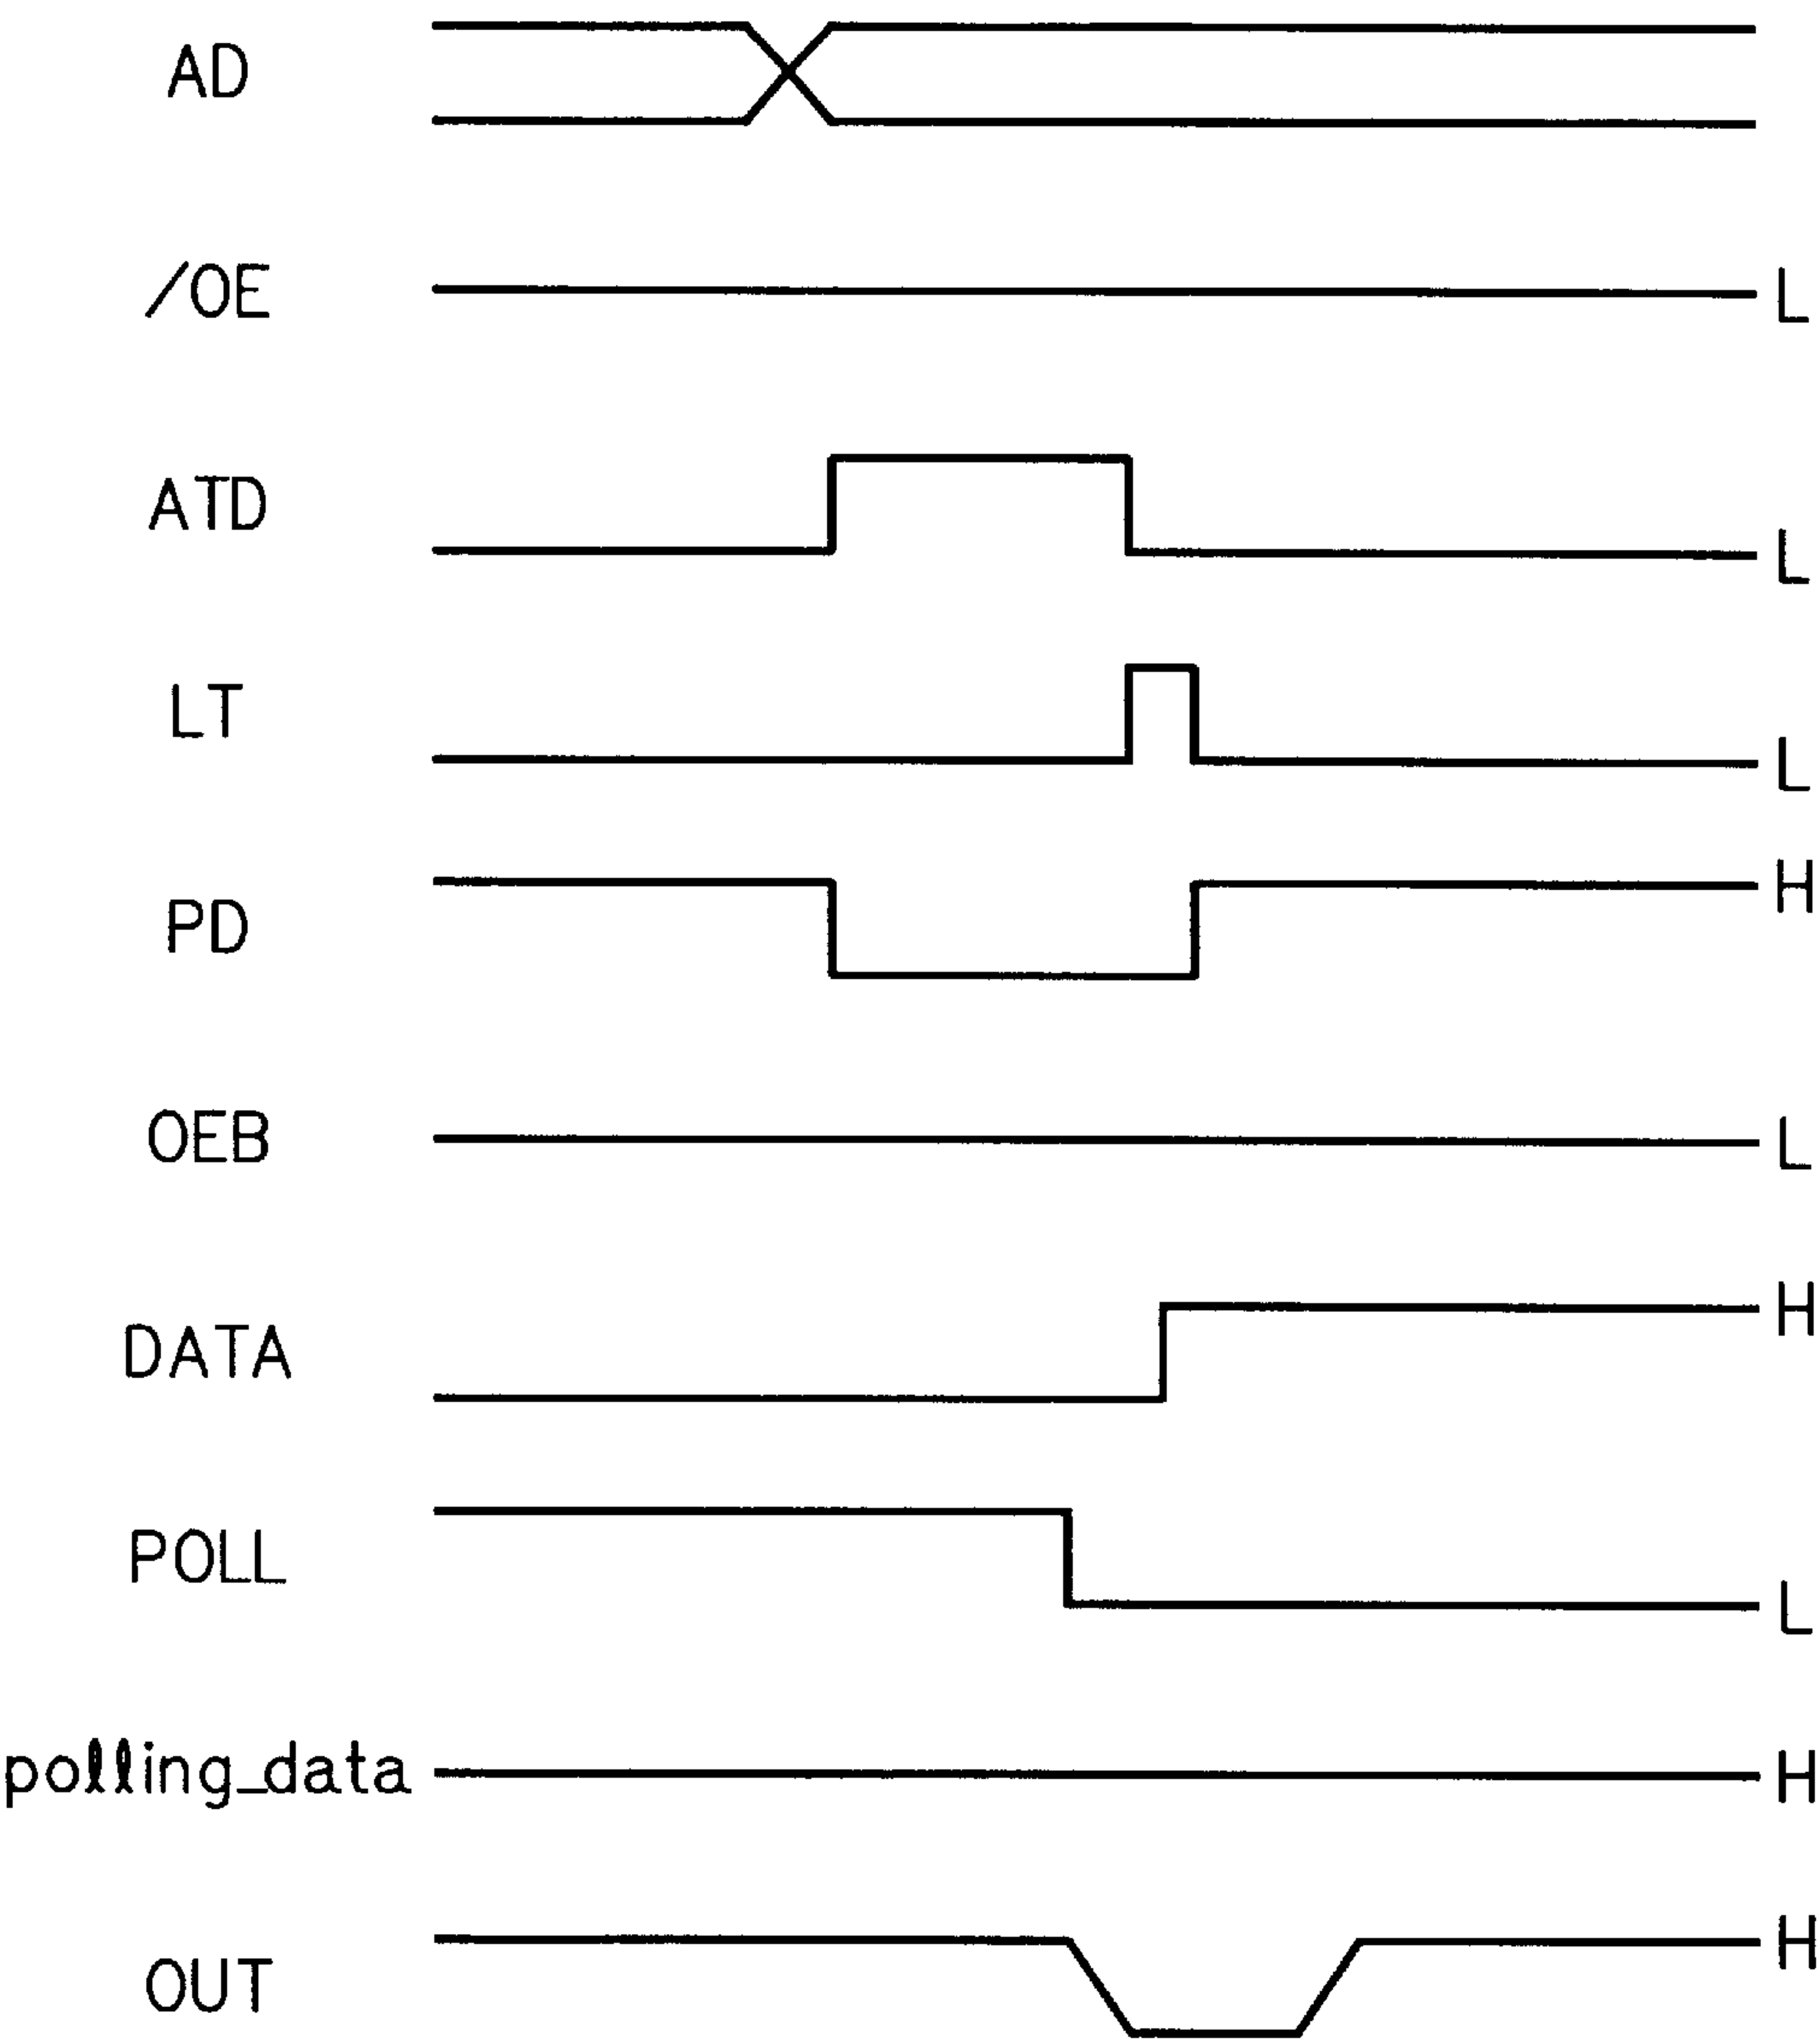 AD
/OE L
ATD L
LT L
PD H
OEB L
DATA H
POLL L
polling_data H
OUT H